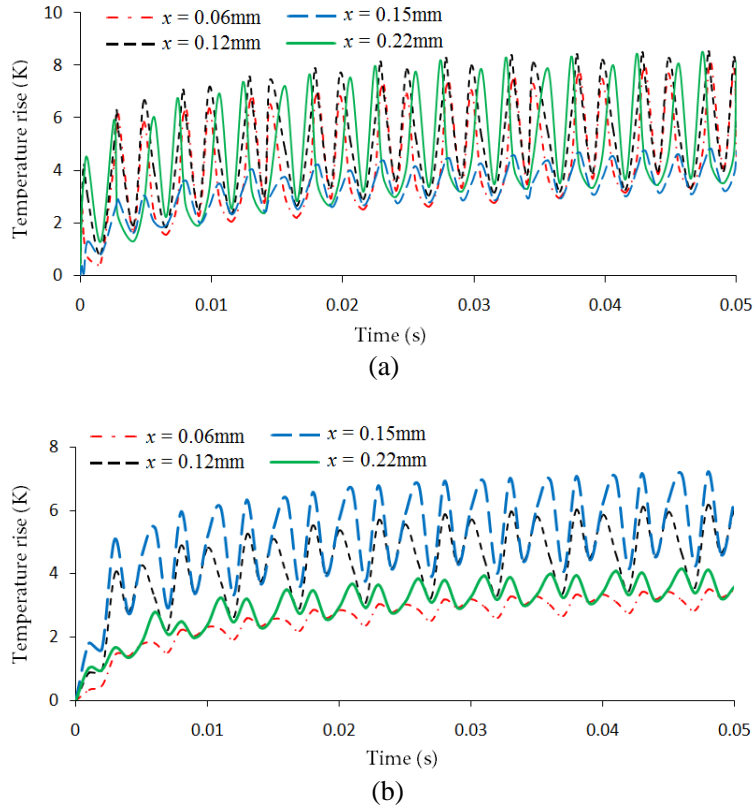 x = 0.06mm x = 0.15mm
x = 0.12mm x = 0.22mm
Temperature rise (K)
10
8
6
4
2
0
0 0.01 0.02 0.03 0.04 0.05
Time (s)
(a)
x = 0.06mm x = 0.15mm
x = 0.12mm x = 0.22mm
Temperature rise (K)
8
6
4
2
0
0 0.01 0.02 0.03 0.04 0.05
Time (s)
(b)